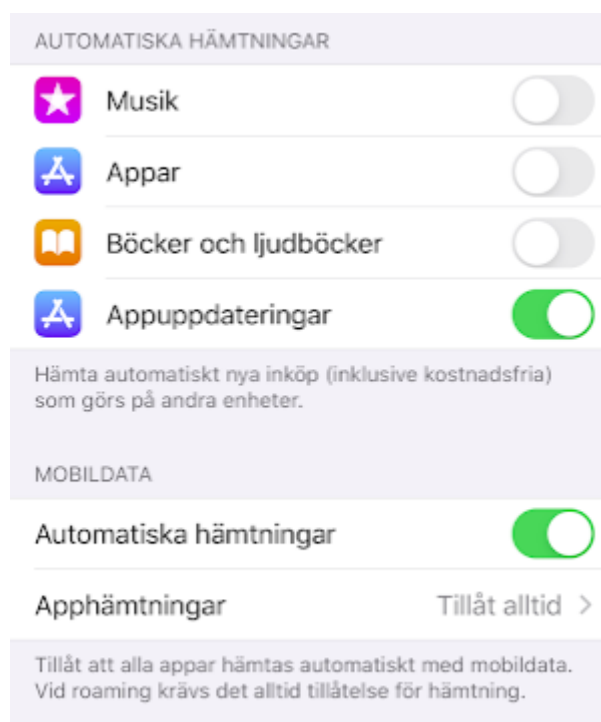 AUTOMATISKA HÄMTNINGAR
Musik
Appar
Böcker och ljudböcker
Appuppdateringar
Hämta automatiskt nya inköp (inklusive kostnadsfria)
som görs på andra enheter.
MOBILDATA
Automatiska hämtningar
Apphämtningar Tillåt alltid >
Tillåt att alla appar hämtas automatiskt med mobildata.
Vid roaming krävs det alltid tillåtelse för hämtning.